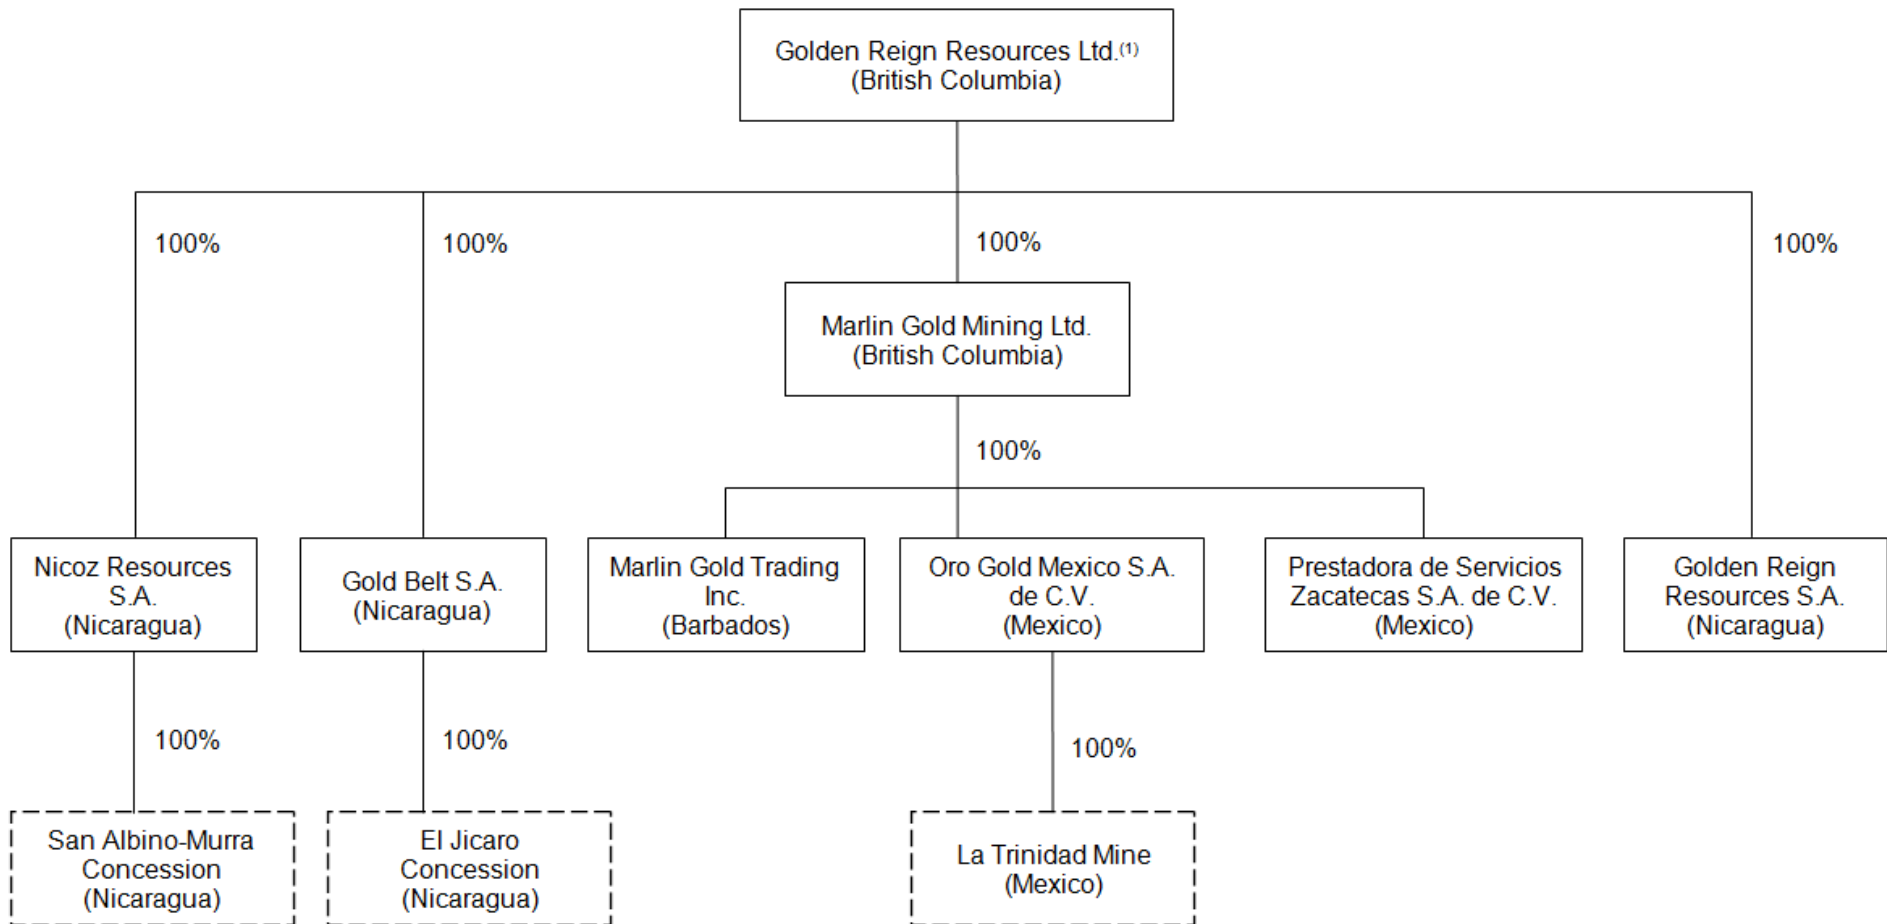 Golden Reign Resources Ltd.(1)
(British Columbia)
100%
100%
100%
100%
Marlin Gold Mining Ltd.
(British Columbia)
100%
Nicoz Resources
S.A.
(Nicaragua)
Gold Belt S.A.
(Nicaragua)
Marlin Gold Trading
Inc.
(Barbados)
Oro Gold Mexico S.A.
de C.V.
(Mexico)
Prestadora de Servicios
Zacatecas S.A. de C.V.
(Mexico)
Golden Reign
Resources S.A.
(Nicaragua)
100%
100%
100%
San Albino-Murra
Concession
(Nicaragua)
El Jicaro
Concession
(Nicaragua)
La Trinidad Mine
(Mexico)